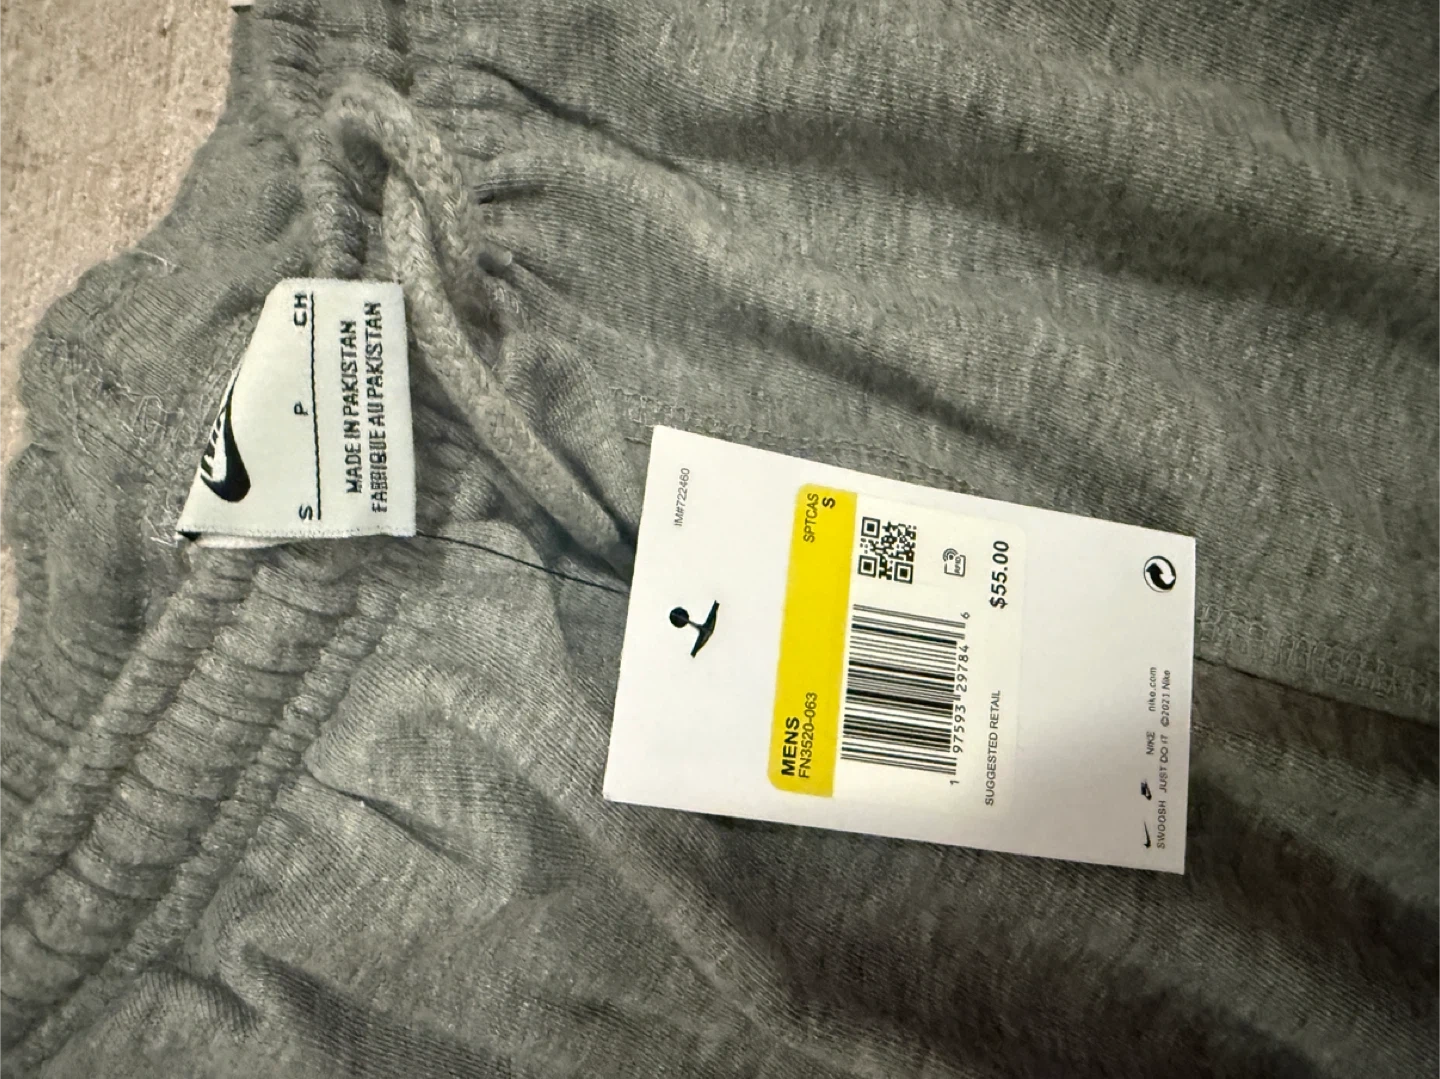 S P CH
MADE IN PAKISTAN
FABRIQUE AU PAKISTAN
IM#722460
MENS SPTCAS
FN3520-063 S
1 97593 29784 6
RFID
SUGGESTED RETAIL $55.00
NIKE nike.com
SWOOSH JUST DO IT ©2021 Nike